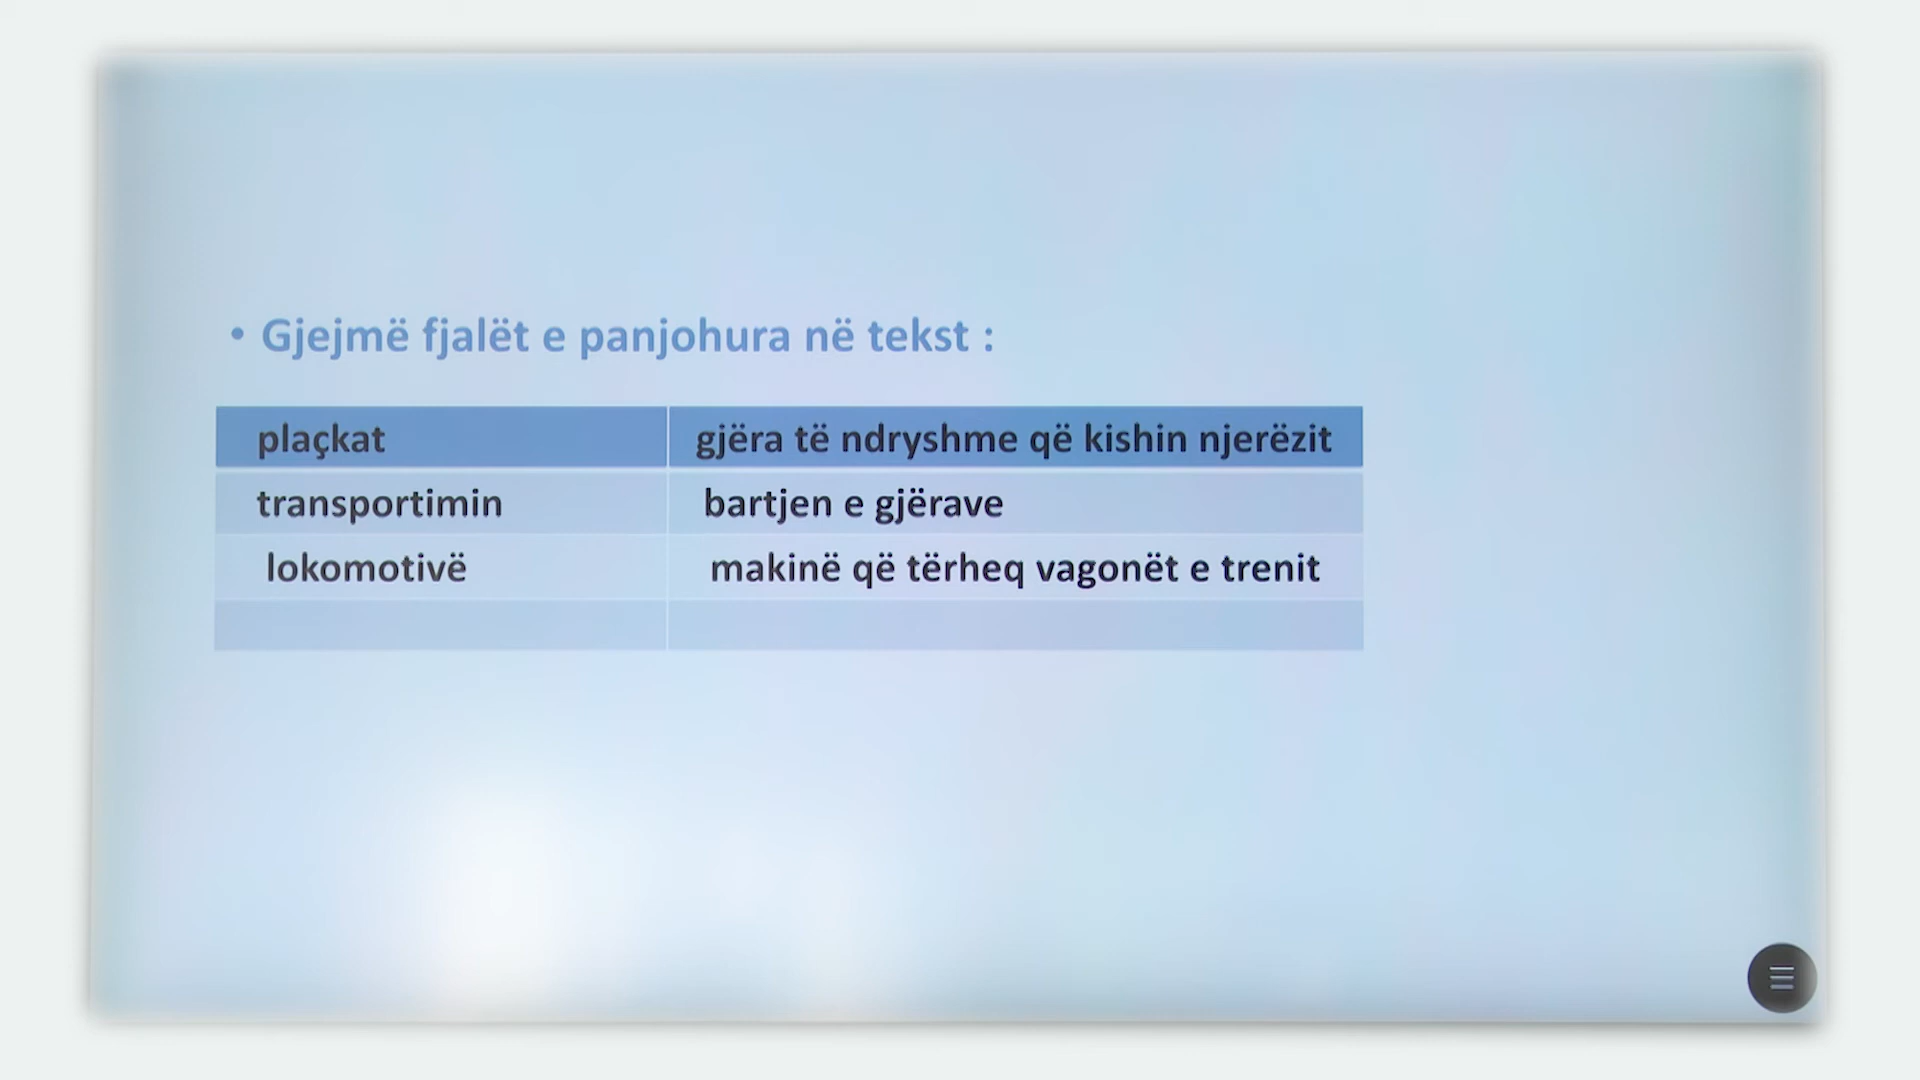 • Gjejmë fjalët e panjohura në tekst :
plaçkat gjëra të ndryshme që kishin njerëzit
transportimin bartjen e gjërave
lokomotivë makinë që tërheq vagonët e trenit